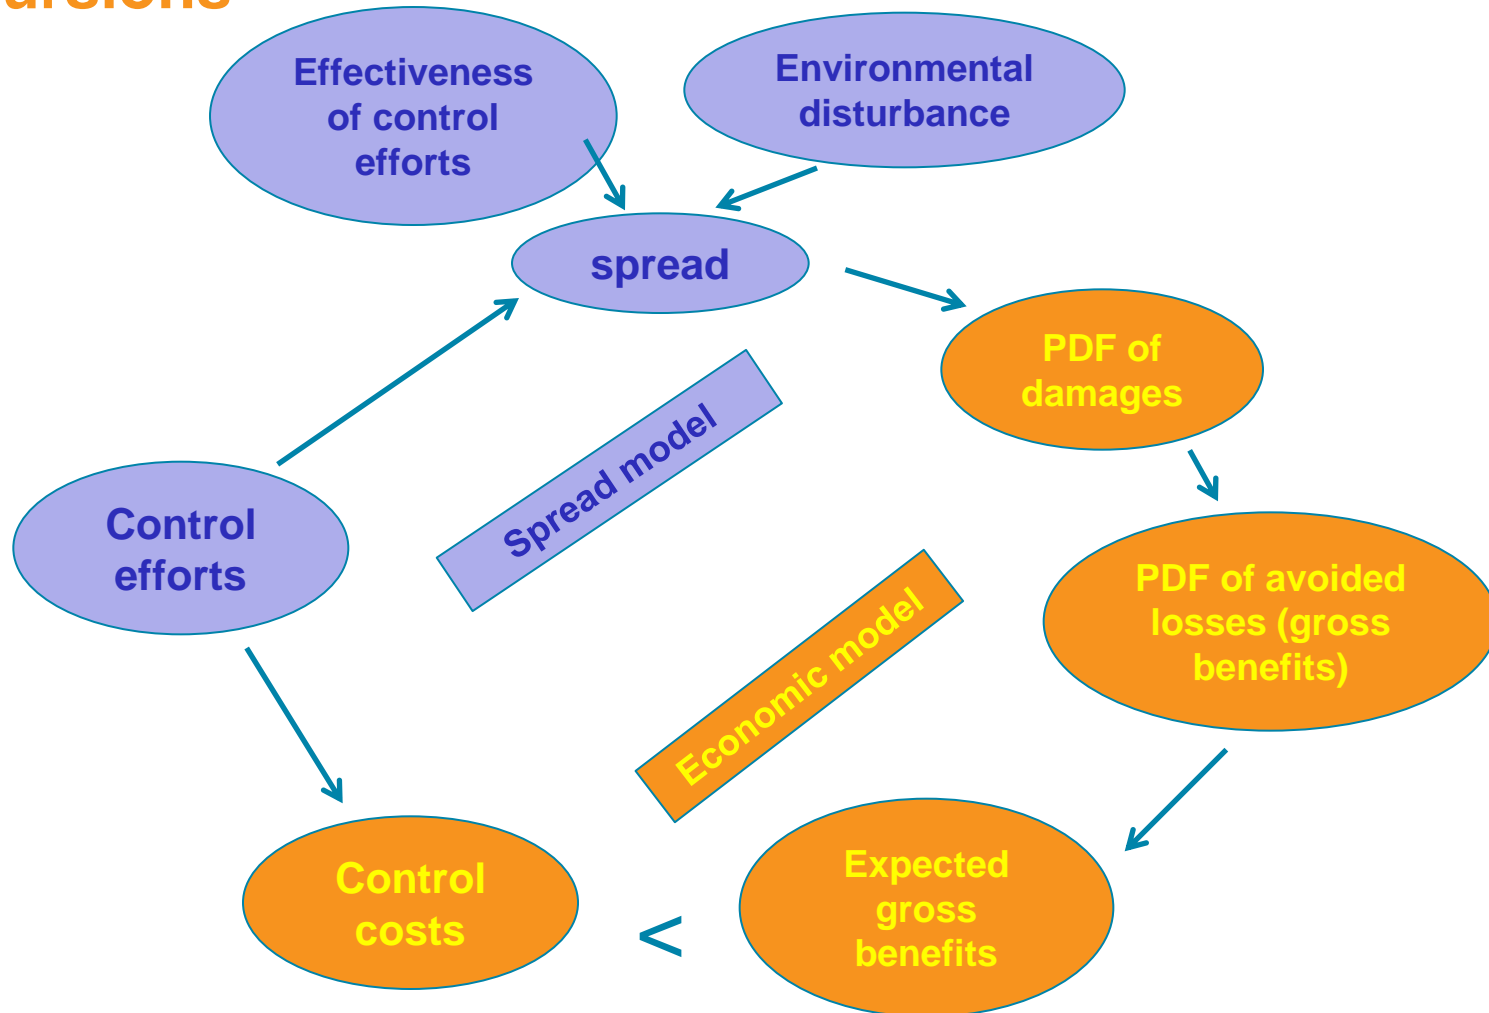 Effectiveness
of control
efforts
Environmental
disturbance
spread
PDF of
damages
Spread model
Control
efforts
PDF of avoided
losses (gross
benefits)
Economic model
Control
costs
<
Expected
gross
benefits